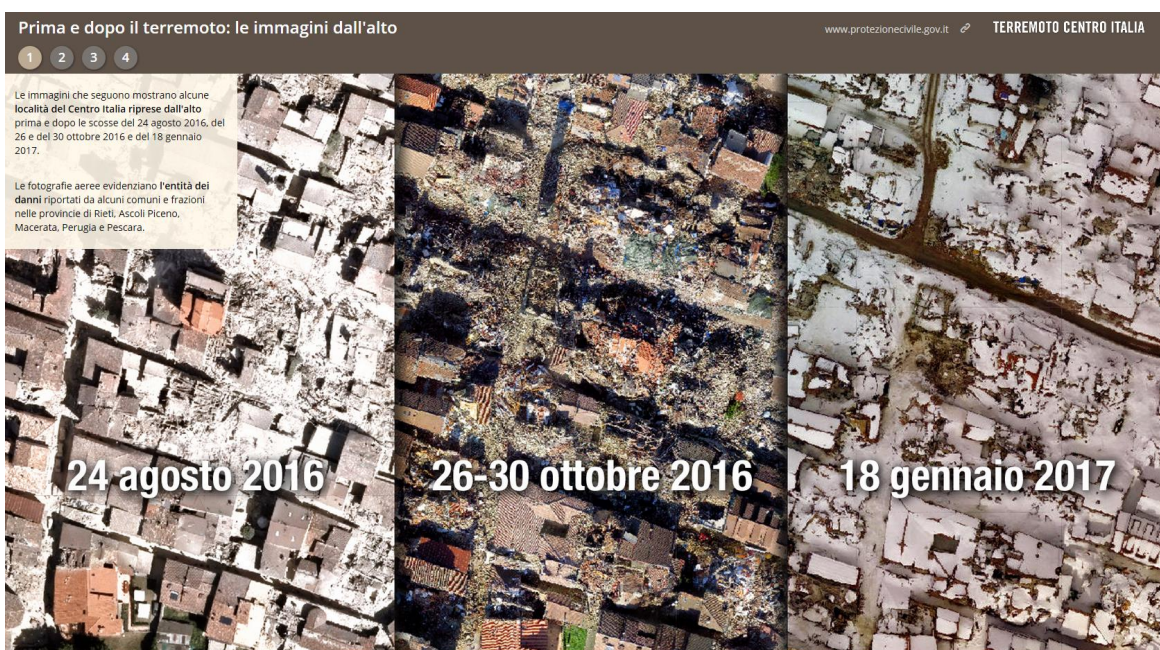 Prima e dopo il terremoto: le immagini dall'alto
www.protezionecivile.gov.it
TERREMOTO CENTRO ITALIA
1 2 3 4
Le immagini che seguono mostrano alcune
località del Centro Italia riprese dall'alto
prima e dopo le scosse del 24 agosto 2016, del
26 e del 30 ottobre 2016 e del 18 gennaio
2017.
Le fotografie aeree evidenziano l'entità dei
danni riportati da alcuni comuni e frazioni
nelle provincie di Rieti, Ascoli Piceno,
Macerata, Perugia e Pescara.
24 agosto 2016
26-30 ottobre 2016
18 gennaio 2017